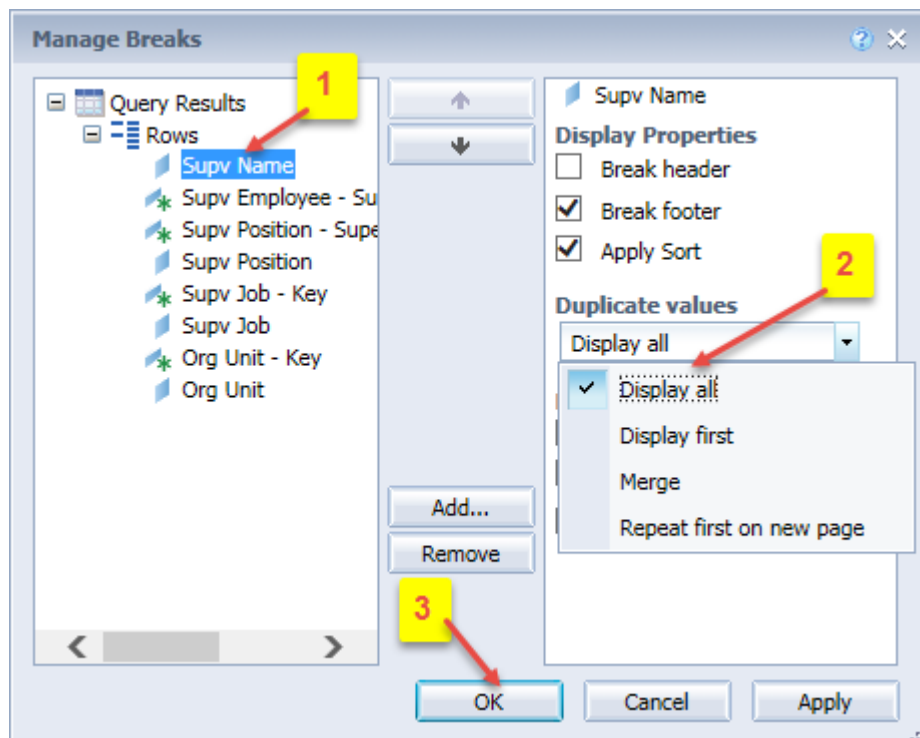 Manage Breaks
1
Query Results
Rows
Supv Name
Supv Employee - Su
Supv Position - Supe
Supv Position
Supv Job - Key
Supv Job
Org Unit - Key
Org Unit
Add...
Remove
Supv Name
Display Properties
Break header
Break footer
Apply Sort
2
Duplicate values
Display all
Display all
Display first
Merge
Repeat first on new page
3
OK
Cancel
Apply